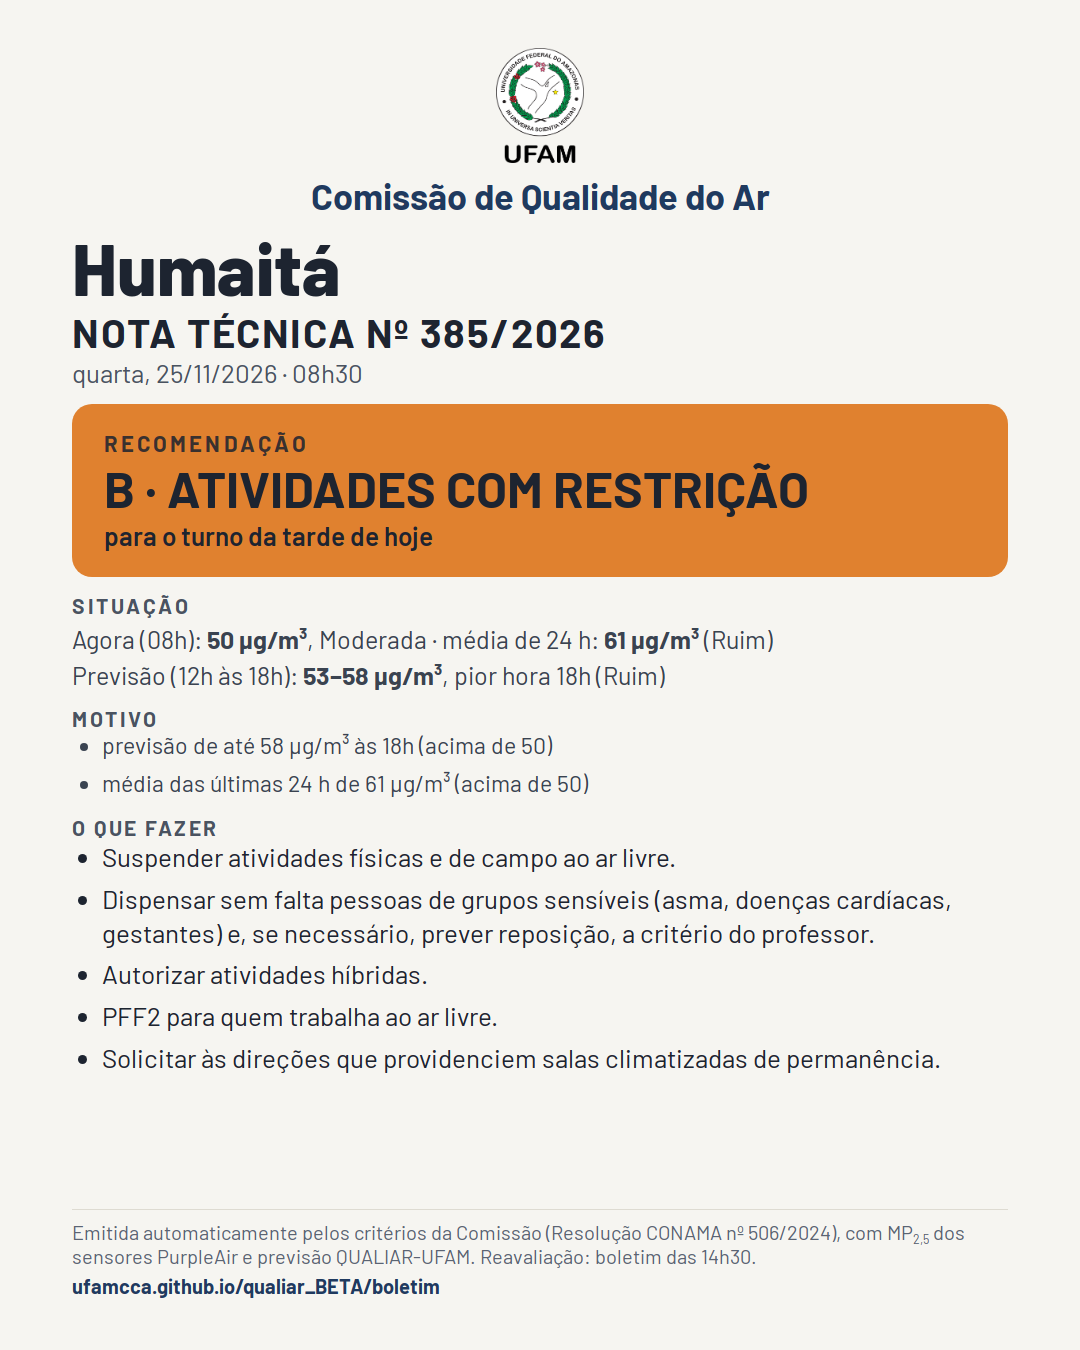 UNIVERSIDADE FEDERAL DO AMAZONAS
IN UNIVERSA SCIENTIA VERITAS
UFAM
Comissão de Qualidade do Ar
Humaitá
NOTA TÉCNICA Nº 385/2026
quarta, 25/11/2026 · 08h30
RECOMENDAÇÃO
B · ATIVIDADES COM RESTRIÇÃO
para o turno da tarde de hoje
SITUAÇÃO
Agora (08h): 50 µg/m³, Moderada · média de 24 h: 61 µg/m³ (Ruim)
Previsão (12h às 18h): 53–58 µg/m³, pior hora 18h (Ruim)
MOTIVO
• previsão de até 58 µg/m³ às 18h (acima de 50)
• média das últimas 24 h de 61 µg/m³ (acima de 50)
O QUE FAZER
• Suspender atividades físicas e de campo ao ar livre.
• Dispensar sem falta pessoas de grupos sensíveis (asma, doenças cardíacas,
gestantes) e, se necessário, prever reposição, a critério do professor.
• Autorizar atividades híbridas.
• PFF2 para quem trabalha ao ar livre.
• Solicitar às direções que providenciem salas climatizadas de permanência.
Emitida automaticamente pelos critérios da Comissão (Resolução CONAMA nº 506/2024), com MP2,5 dos
sensores PurpleAir e previsão QUALIAR-UFAM. Reavaliação: boletim das 14h30.
ufamcca.github.io/qualiar_BETA/boletim